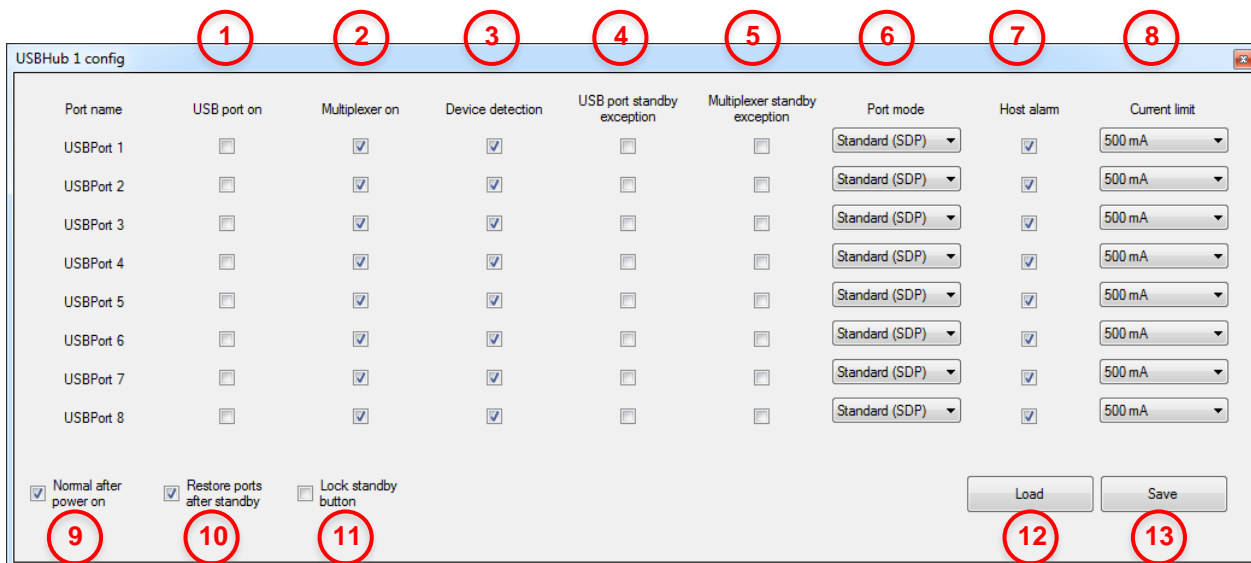 1 2 3 4 5 6 7 8
USBHub 1 config
Port name USB port on Multiplexer on Device detection USB port standby exception Multiplexer standby exception Port mode Host alarm Current limit
USBPort 1 Standard (SDP) 500 mA
USBPort 2 Standard (SDP) 500 mA
USBPort 3 Standard (SDP) 500 mA
USBPort 4 Standard (SDP) 500 mA
USBPort 5 Standard (SDP) 500 mA
USBPort 6 Standard (SDP) 500 mA
USBPort 7 Standard (SDP) 500 mA
USBPort 8 Standard (SDP) 500 mA
Normal after power on Restore ports after standby Lock standby button Load Save
9 10 11 12 13